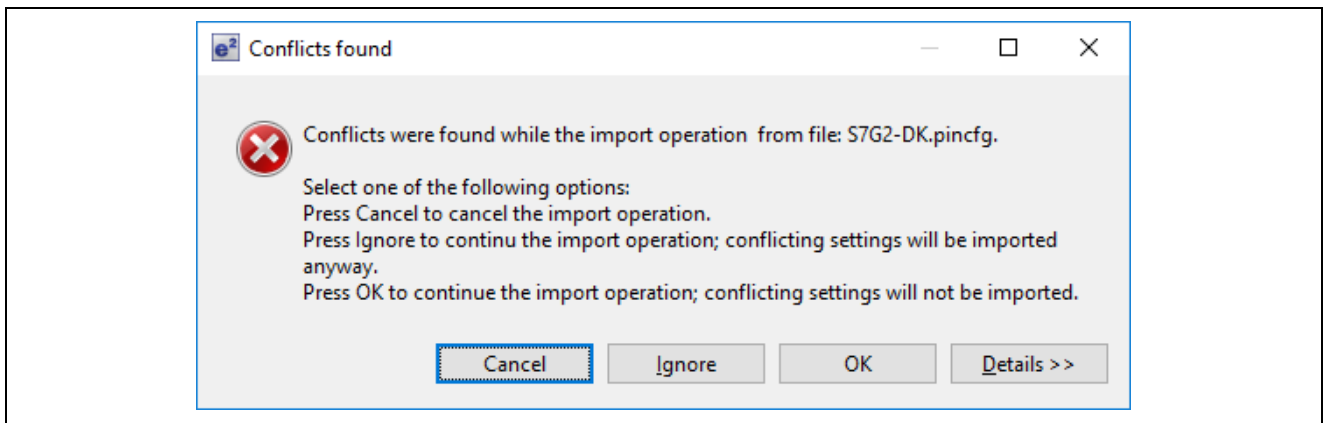 e² Conflicts found
Conflicts were found while the import operation  from file: S7G2-DK.pincfg.
Select one of the following options:
Press Cancel to cancel the import operation.
Press Ignore to continu the import operation; conflicting settings will be imported
anyway.
Press OK to continue the import operation; conflicting settings will not be imported.
Cancel Ignore OK Details >>